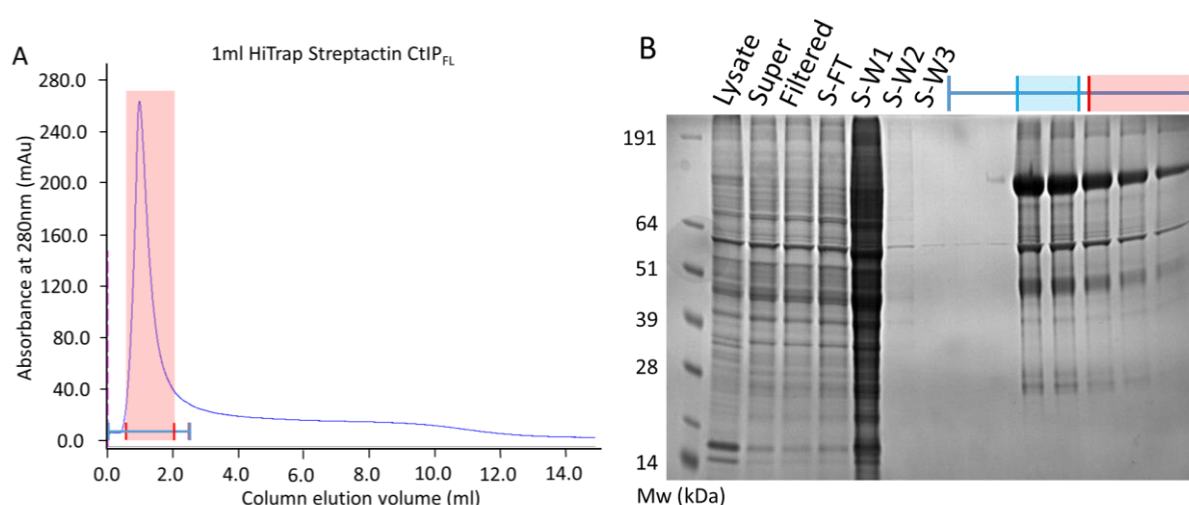 A
1ml HiTrap Streptactin CtIPFL
Absorbance at 280nm (mAu)
280.0
240.0
200.0
160.0
120.0
80.0
40.0
0.0
0.0 2.0 4.0 6.0 8.0 10.0 12.0 14.0
Column elution volume (ml)
B
Lysate
Super
Filtered
S-FT
S-W1
S-W2
S-W3
191
64
51
39
28
14
Mw (kDa)